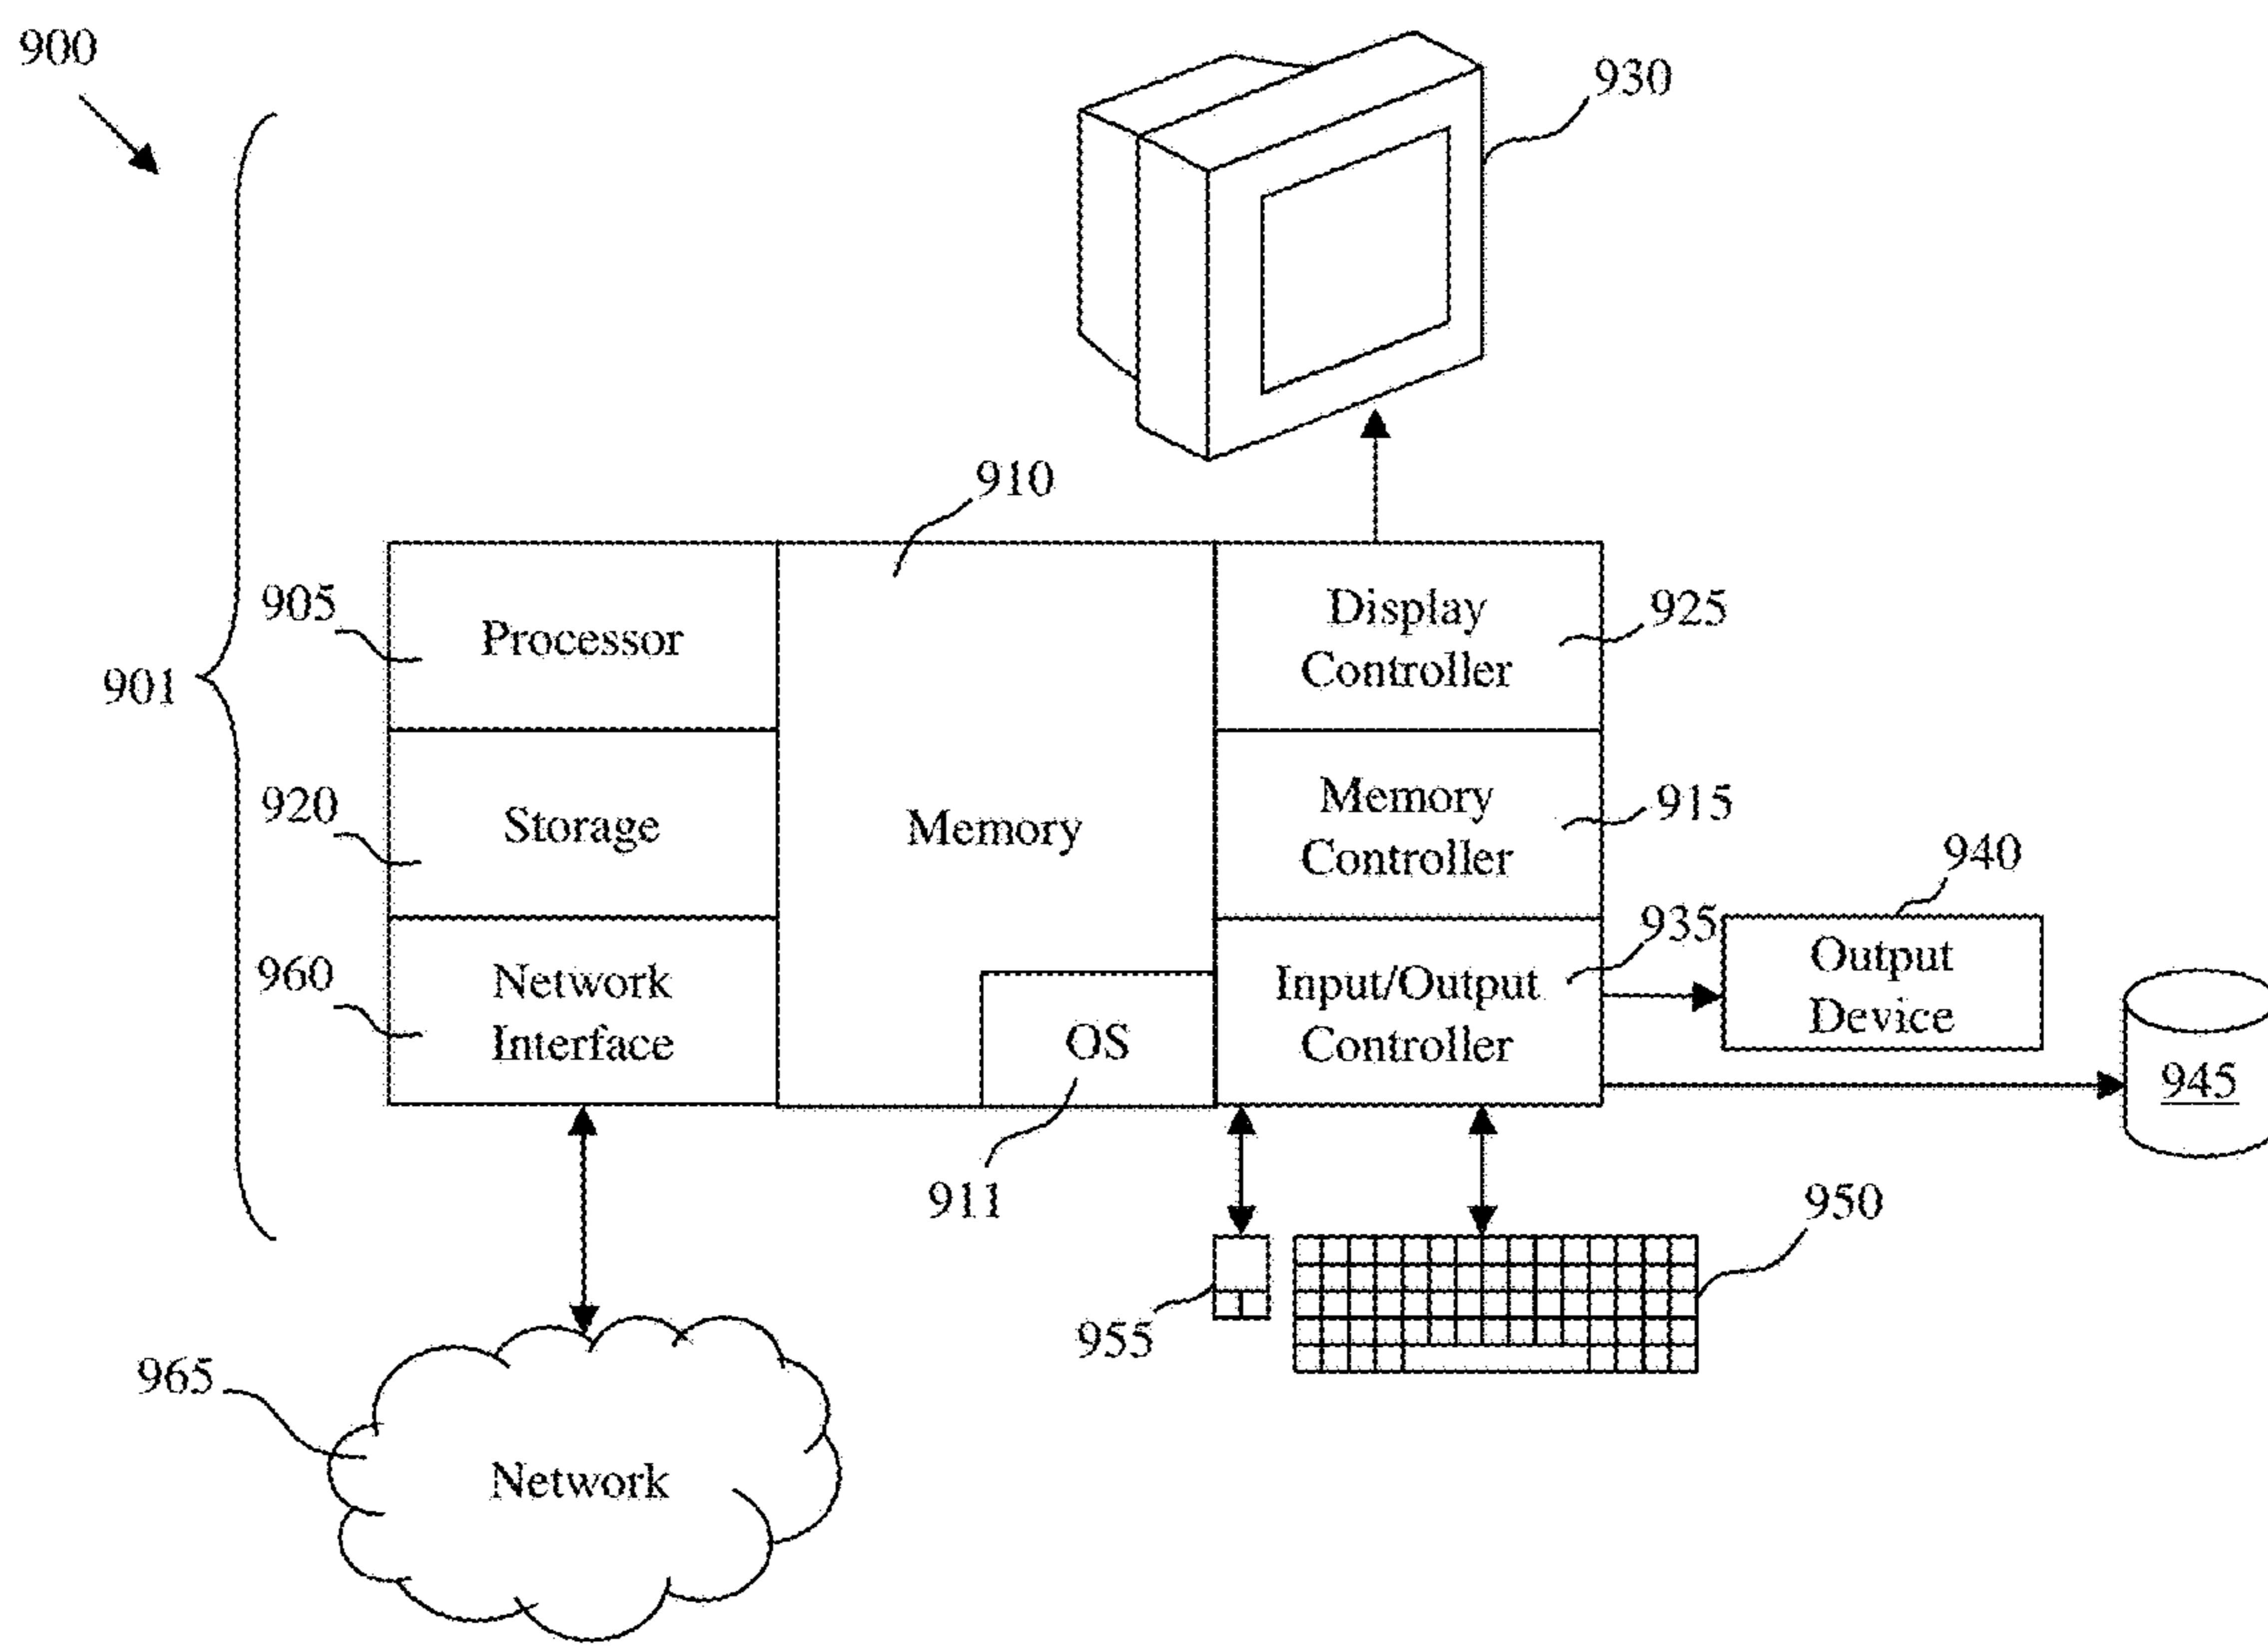 900
930
910
905
Processor
Display
Controller
925
901
920
Storage
Memory
Memory
Controller
915
940
935
960
Network
Interface
OS
Input/Output
Controller
Output
Device
945
911
950
955
965
Network